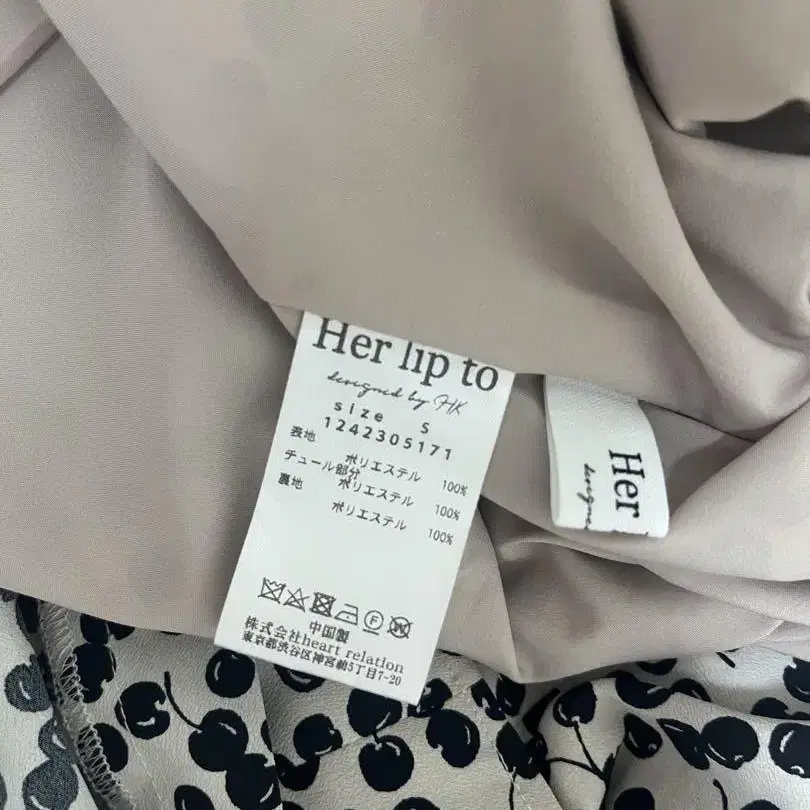 Her lip to
designed by HK
size S
1242305171
表地 ポリエステル 100%
チュール部分 ポリエステル 100%
裏地 ポリエステル 100%
中国製
株式会社heart relation
東京都渋谷区神宮前5丁目7-20
Her
designe